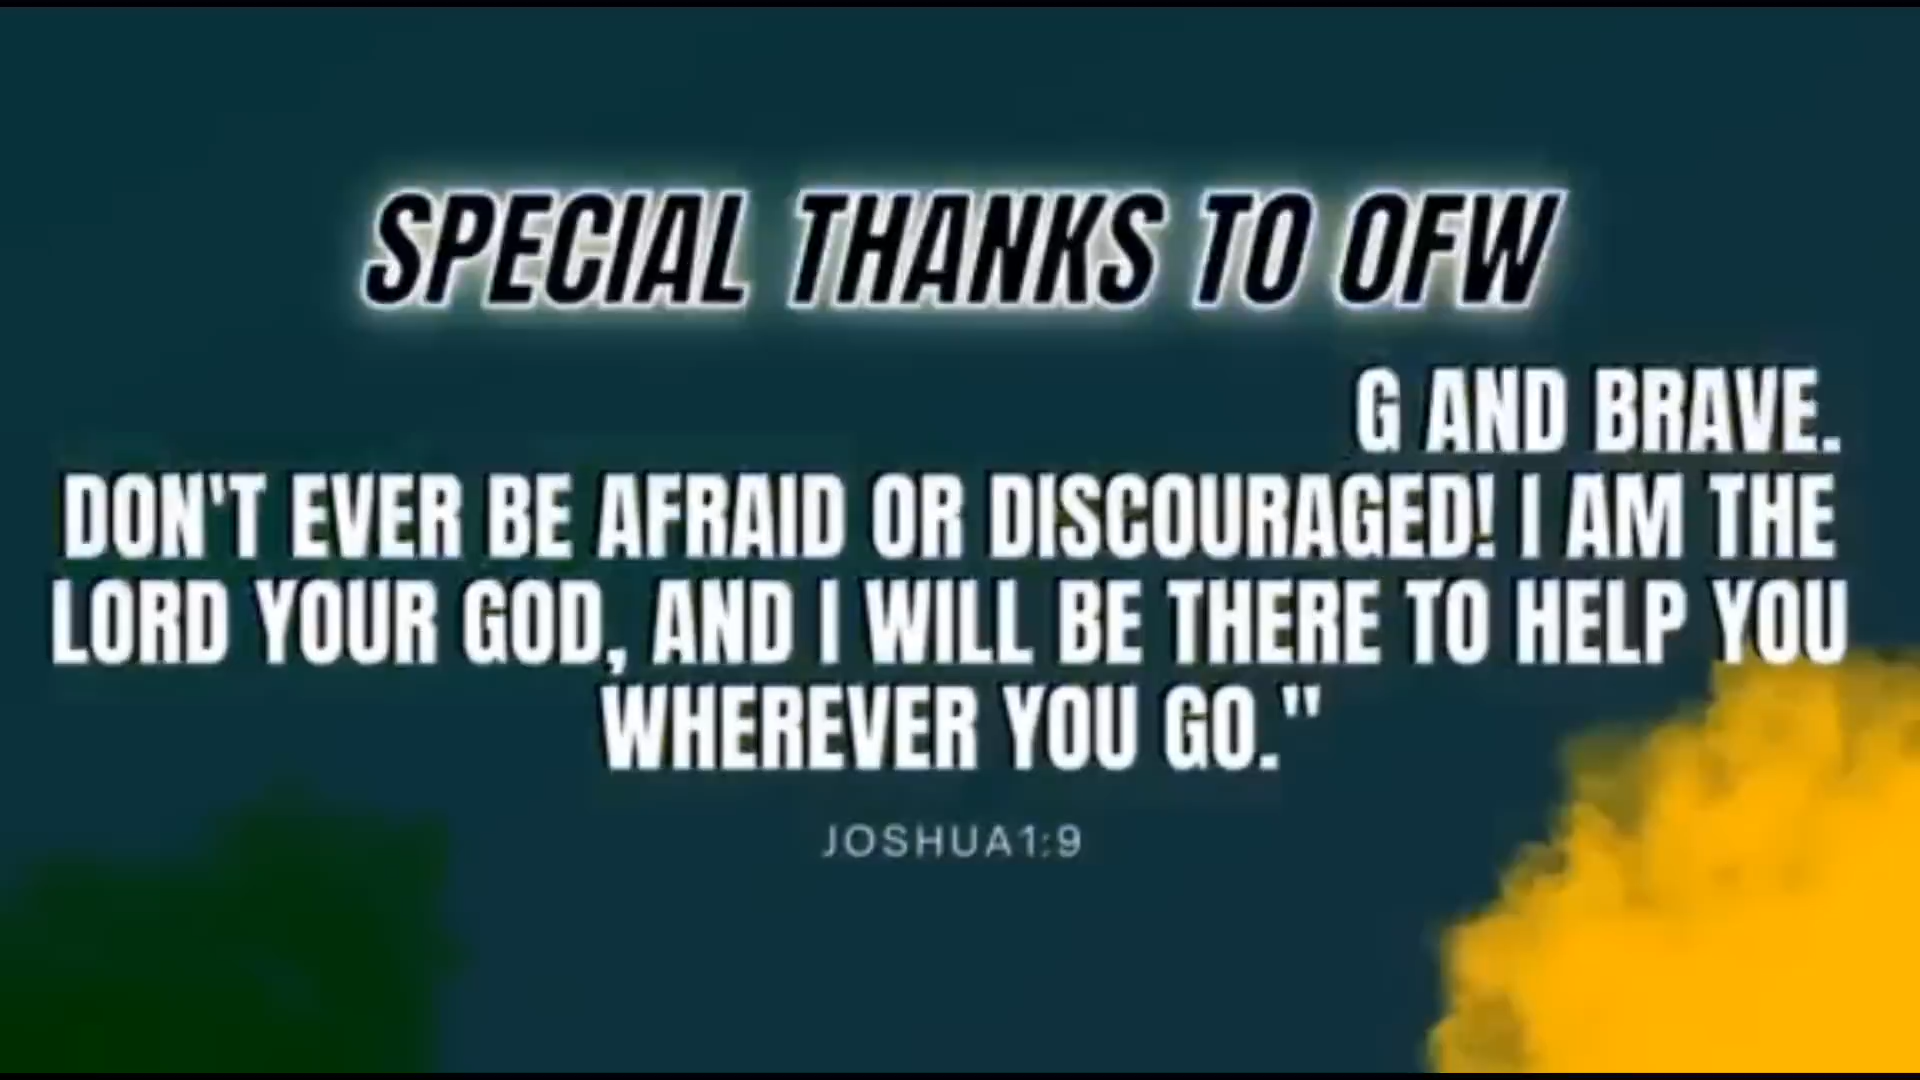 SPECIAL THANKS TO OFW
G AND BRAVE.
DON'T EVER BE AFRAID OR DISCOURAGED! I AM THE
LORD YOUR GOD, AND I WILL BE THERE TO HELP YOU
WHEREVER YOU GO."
JOSHUA1:9